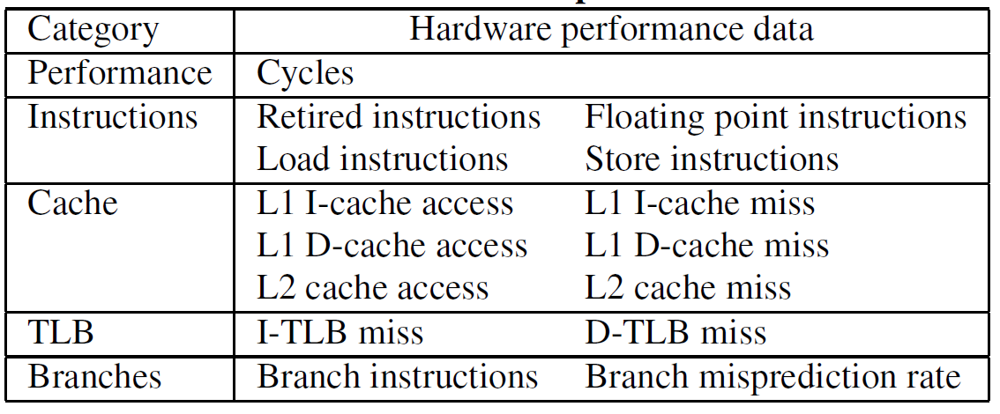 Category Hardware performance data
Performance Cycles
Instructions Retired instructions Floating point instructions
Load instructions Store instructions
Cache L1 I-cache access L1 I-cache miss
L1 D-cache access L1 D-cache miss
L2 cache access L2 cache miss
TLB I-TLB miss D-TLB miss
Branches Branch instructions Branch misprediction rate